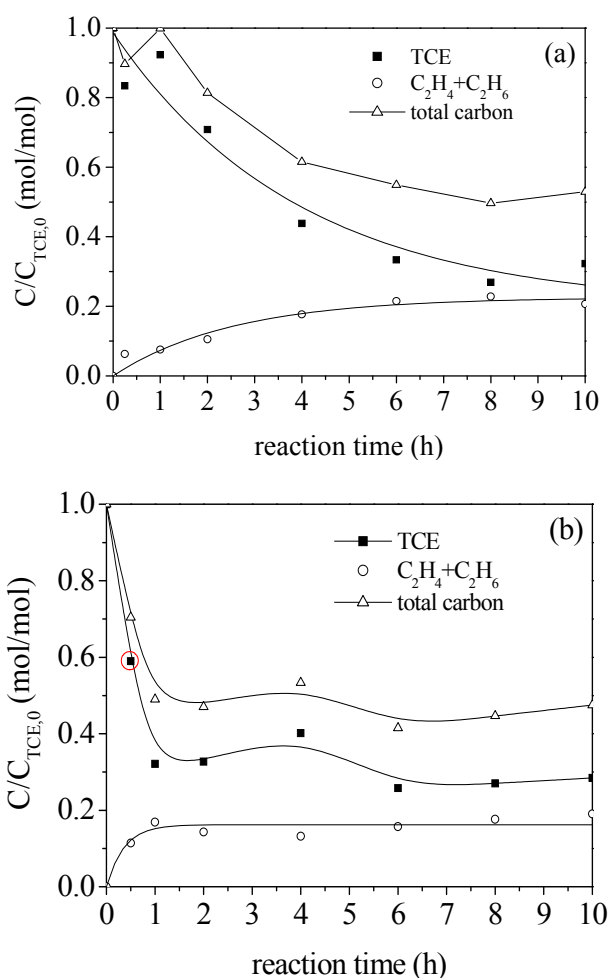 1.0
0.8
0.6
0.4
0.2
0.0
C/C_TCE,0 (mol/mol)
(a)
TCE
C₂H₄+C₂H₆
total carbon
0 1 2 3 4 5 6 7 8 9 10
reaction time (h)
1.0
0.8
0.6
0.4
0.2
0.0
C/C_TCE,0 (mol/mol)
(b)
TCE
C₂H₄+C₂H₆
total carbon
0 1 2 3 4 5 6 7 8 9 10
reaction time (h)